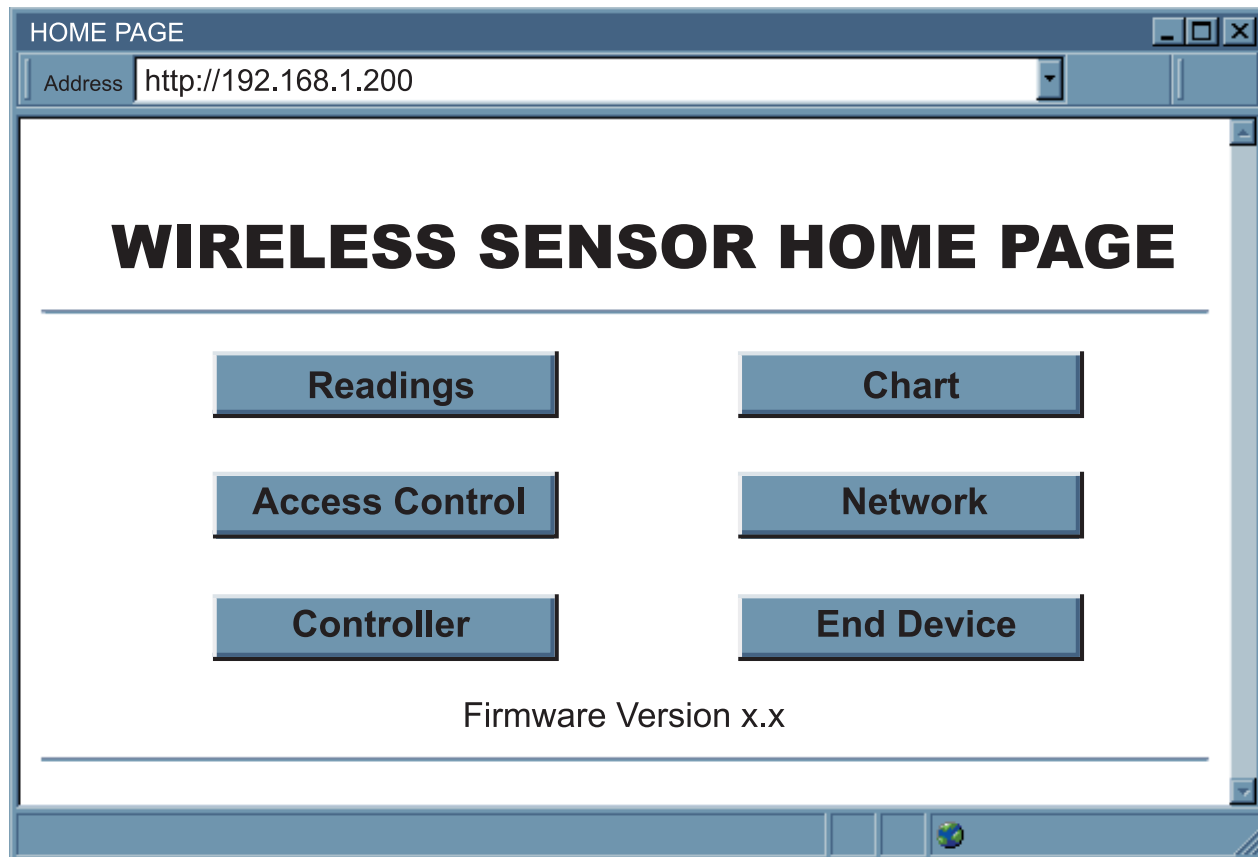 HOME PAGE
Address http://192.168.1.200
WIRELESS SENSOR HOME PAGE
Readings Chart
Access Control Network
Controller End Device
Firmware Version x.x